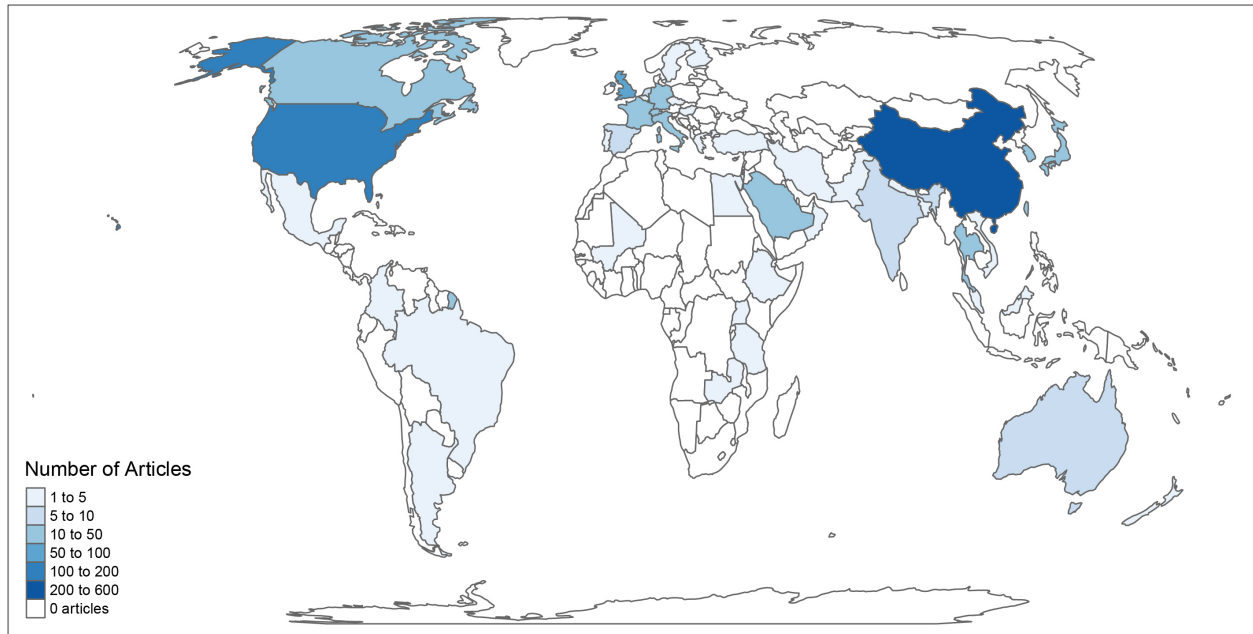 Number of Articles
1 to 5
5 to 10
10 to 50
50 to 100
100 to 200
200 to 600
0 articles